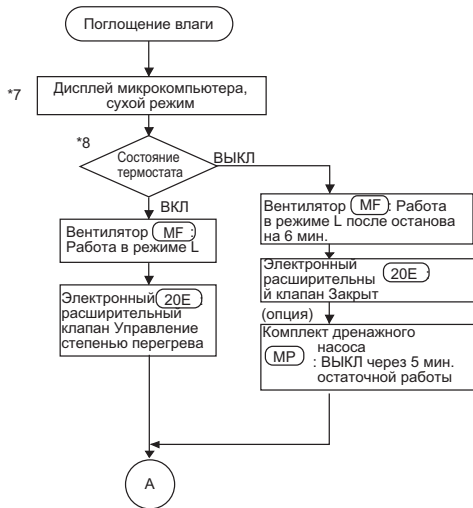 Поглощение влаги
*7
Дисплей микрокомпьютера,
сухой режим
*8
Состояние
термостата
ВЫКЛ
ВКЛ
Вентилятор MF :
Работа в режиме L
Электронный 20E :
расширительный
клапан Управление
степенью перегрева
Вентилятор MF : Работа
в режиме L после останова
на 6 мин.
Электронный
расширительны 20E :
й клапан Закрыт
(опция)
Комплект дренажного
насоса
MP : ВЫКЛ через 5 мин.
остаточной работы
A